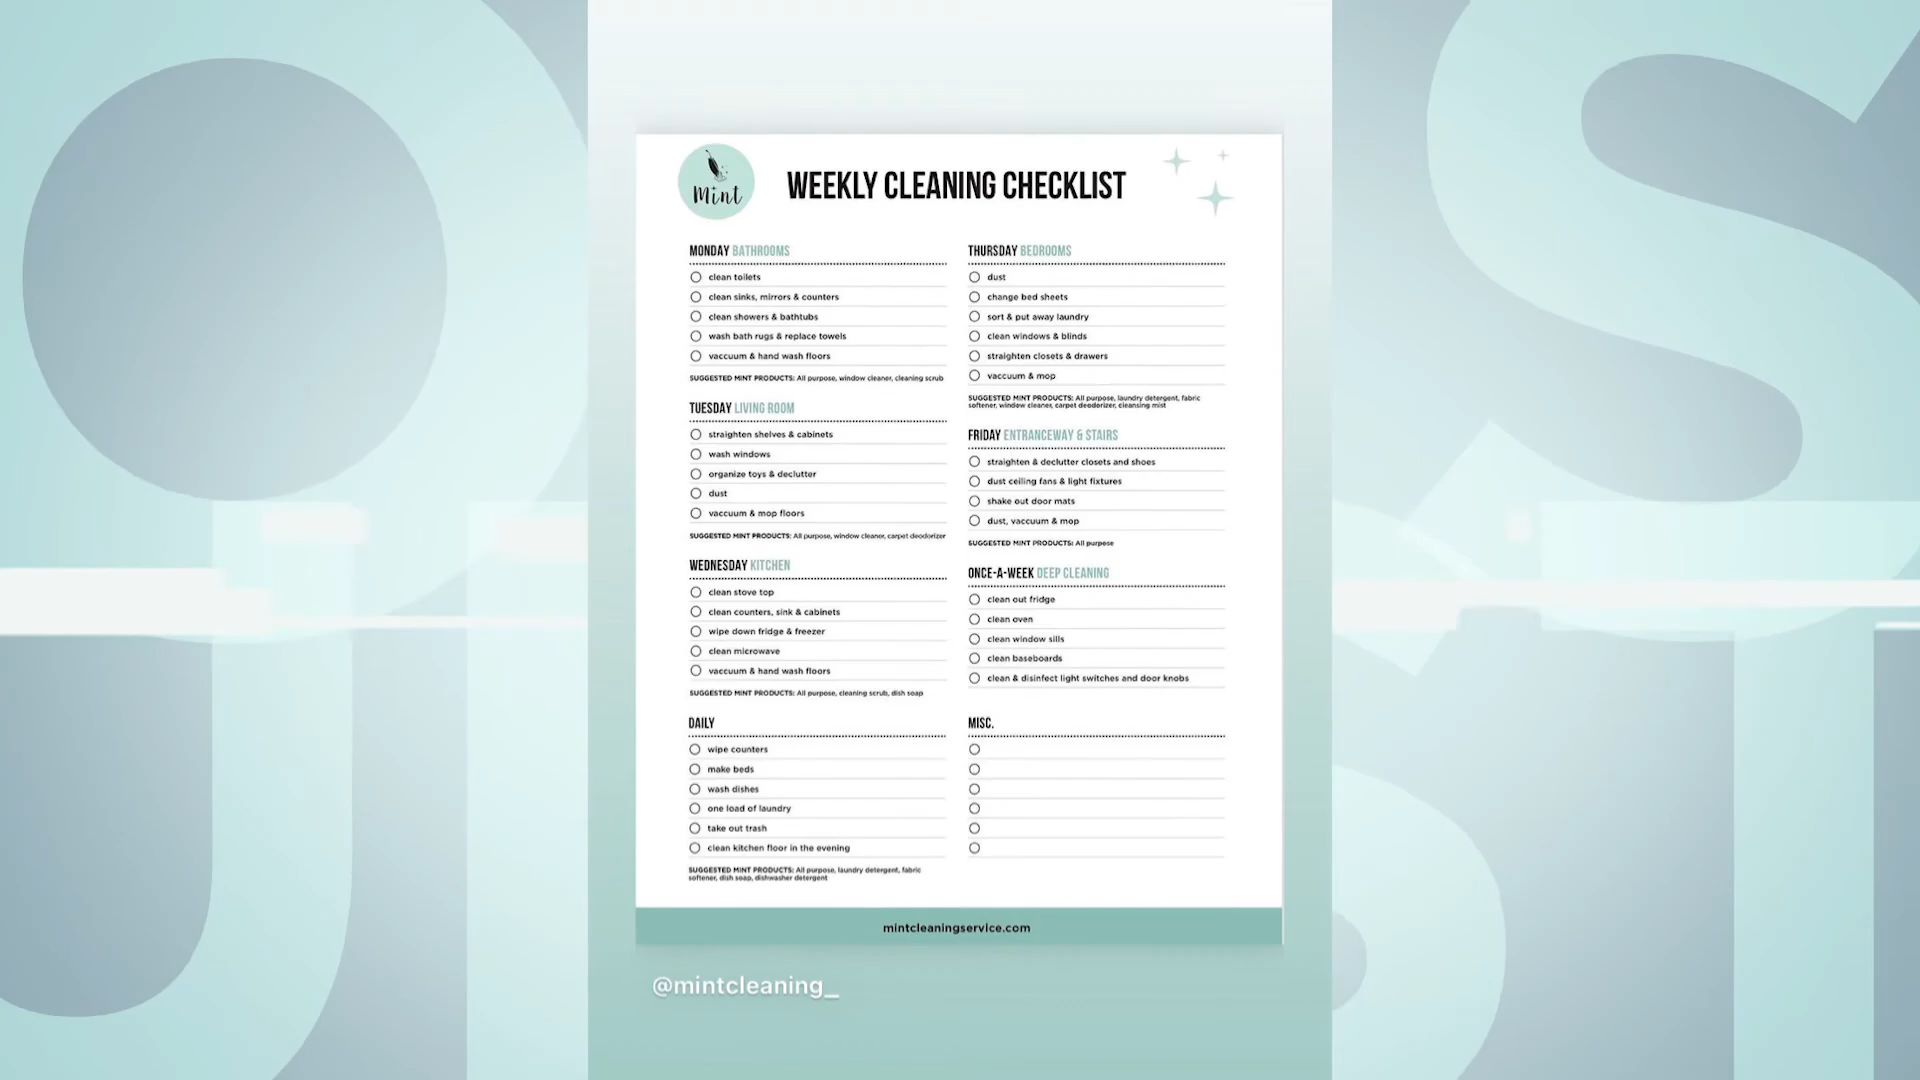 Mint
WEEKLY CLEANING CHECKLIST
MONDAY BATHROOMS
clean toilets
clean sinks, mirrors & counters
clean showers & bathtubs
wash bath rugs & replace towels
vaccuum & hand wash floors
SUGGESTED MINT PRODUCTS: All purpose, window cleaner, cleaning scrub
TUESDAY LIVING ROOM
straighten shelves & cabinets
wash windows
organize toys & declutter
dust
vaccuum & mop floors
SUGGESTED MINT PRODUCTS: All purpose, window cleaner, carpet deodorizer
WEDNESDAY KITCHEN
clean stove top
clean counters, sink & cabinets
wipe down fridge & freezer
clean microwave
vaccuum & hand wash floors
SUGGESTED MINT PRODUCTS: All purpose, cleaning scrub, dish soap
DAILY
wipe counters
make beds
wash dishes
one load of laundry
take out trash
clean kitchen floor in the evening
SUGGESTED MINT PRODUCTS: All purpose, laundry detergent, fabric
softener, dish soap, dishwasher detergent
THURSDAY BEDROOMS
dust
change bed sheets
sort & put away laundry
clean windows & blinds
straighten closets & drawers
vaccuum & mop
SUGGESTED MINT PRODUCTS: All purpose, laundry detergent, fabric
softener, window cleaner, carpet deodorizer, cleansing mist
FRIDAY ENTRANCEWAY & STAIRS
straighten & declutter closets and shoes
dust ceiling fans & light fixtures
shake out door mats
dust, vaccuum & mop
SUGGESTED MINT PRODUCTS: All purpose
ONCE-A-WEEK DEEP CLEANING
clean out fridge
clean oven
clean window sills
clean baseboards
clean & disinfect light switches and door knobs
MISC.
mintcleaningservice.com
@mintcleaning_